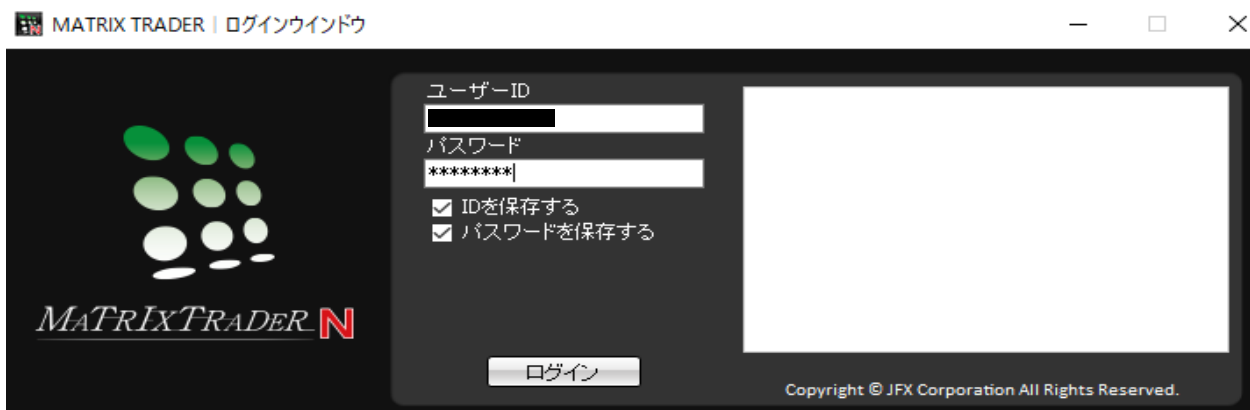 MATRIX TRADER | ログインウインドウ
ユーザーID
パスワード
********
IDを保存する
パスワードを保存する
MATRIXTRADER N
ログイン
Copyright © JFX Corporation All Rights Reserved.